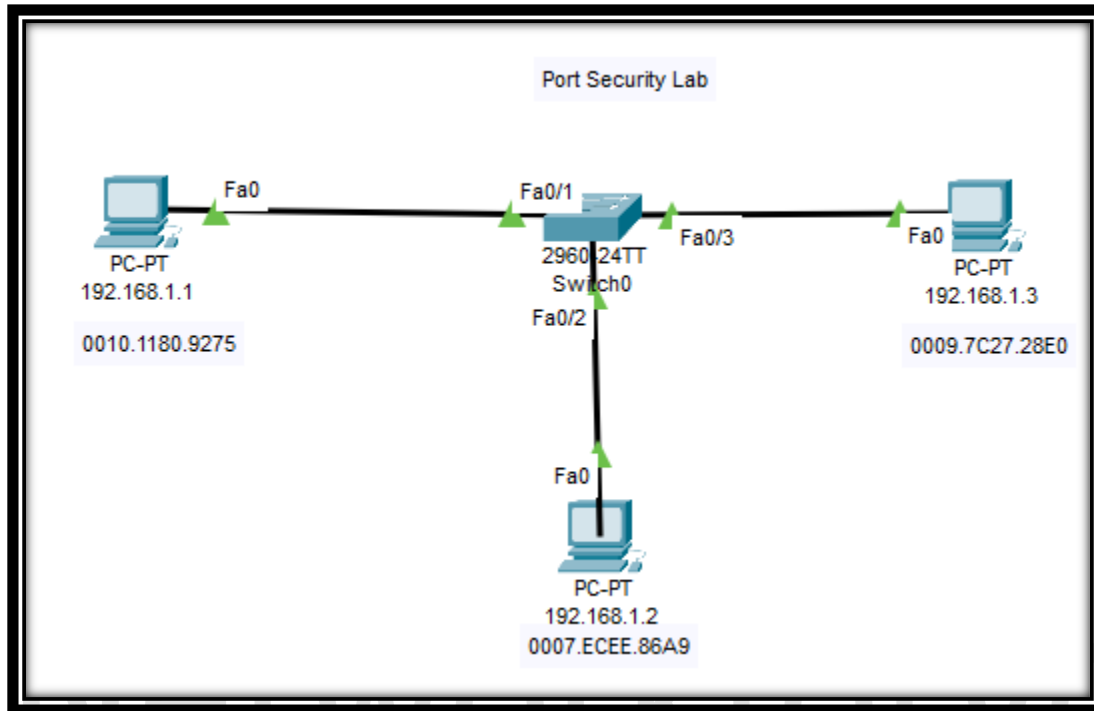 Port Security Lab
Fa0
Fa0/1
PC-PT
192.168.1.1
0010.1180.9275
2960-24TT
Switch0
Fa0/3
Fa0
PC-PT
192.168.1.3
0009.7C27.28E0
Fa0/2
Fa0
PC-PT
192.168.1.2
0007.ECEE.86A9